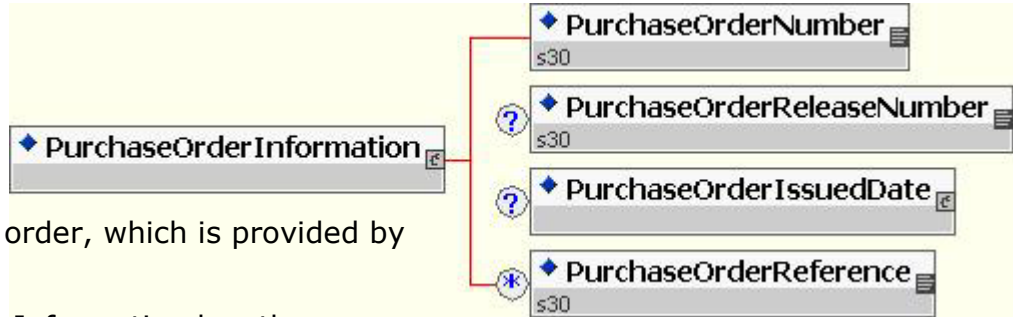 PurchaseOrderNumber
s30
PurchaseOrderReleaseNumber
s30
PurchaseOrderInformation
PurchaseOrderIssuedDate
order, which is provided by
PurchaseOrderReference
s30